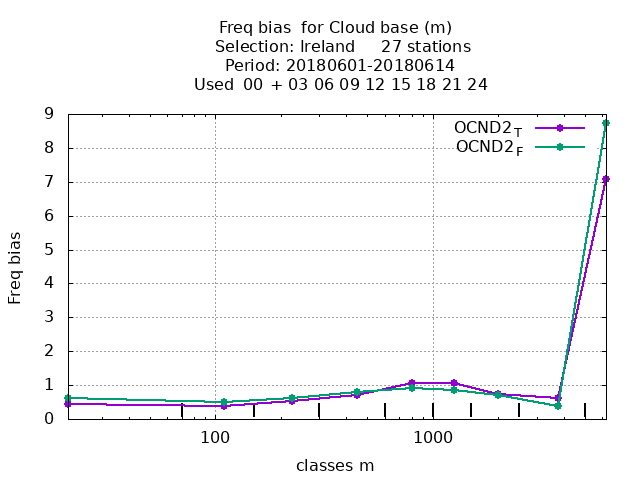 Freq bias  for Cloud base (m)
Selection: Ireland     27 stations
Period: 20180601-20180614
Used  00 + 03 06 09 12 15 18 21 24
OCND2T
OCND2F
9
8
7
6
5
4
3
2
1
0
Freq bias
100
1000
classes m